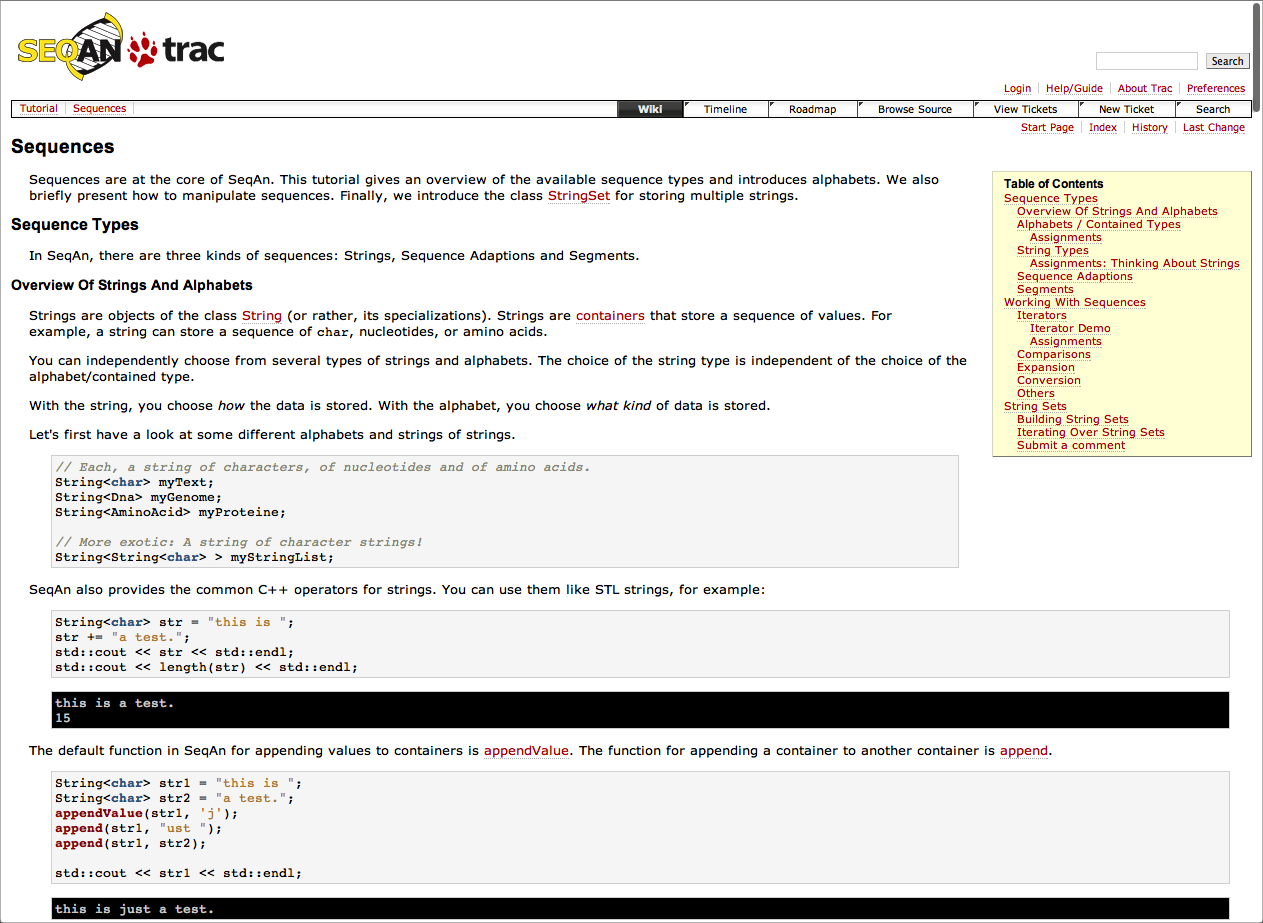 SEQAN trac
Search
Login Help/Guide About Trac Preferences
Tutorial Sequences Wiki Timeline Roadmap Browse Source View Tickets New Ticket Search
Start Page Index History Last Change
Sequences
Sequences are at the core of SeqAn. This tutorial gives an overview of the available sequence types and introduces alphabets. We also
briefly present how to manipulate sequences. Finally, we introduce the class StringSet for storing multiple strings.
Sequence Types
In SeqAn, there are three kinds of sequences: Strings, Sequence Adaptions and Segments.
Overview Of Strings And Alphabets
Strings are objects of the class String (or rather, its specializations). Strings are containers that store a sequence of values. For
example, a string can store a sequence of char, nucleotides, or amino acids.
You can independently choose from several types of strings and alphabets. The choice of the string type is independent of the choice of the
alphabet/contained type.
With the string, you choose how the data is stored. With the alphabet, you choose what kind of data is stored.
Let's first have a look at some different alphabets and strings of strings.
Table of Contents
Sequence Types
Overview Of Strings And Alphabets
Alphabets / Contained Types
Assignments
String Types
Assignments: Thinking About Strings
Sequence Adaptions
Segments
Working With Sequences
Iterators
Iterator Demo
Assignments
Comparisons
Expansion
Conversion
Others
String Sets
Building String Sets
Iterating Over String Sets
Submit a comment
// Each, a string of characters, of nucleotides and of amino acids.
String<char> myText;
String<Dna> myGenome;
String<AminoAcid> myProteine;
// More exotic: A string of character strings!
String<String<char> > myStringList;
SeqAn also provides the common C++ operators for strings. You can use them like STL strings, for example:
String<char> str = "this is ";
str += "a test.";
std::cout << str << std::endl;
std::cout << length(str) << std::endl;
this is a test.
15
The default function in SeqAn for appending values to containers is appendValue. The function for appending a container to another container is append.
String<char> str1 = "this is ";
String<char> str2 = "a test.";
appendValue(str1, 'j');
append(str1, "ust ");
append(str1, str2);
std::cout << str1 << std::endl;
this is just a test.